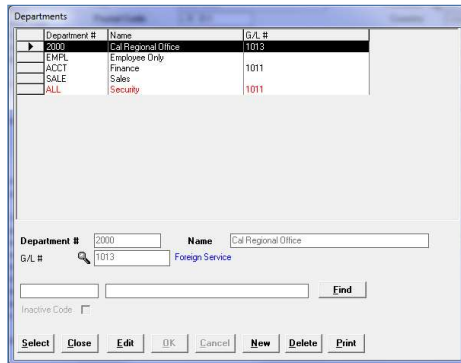 Departments
Department # Name G/L #
2000 Cal Regional Office 1013
EMPL Employee Only
ACCT Finance 1011
SALE Sales
ALL Security 1011
Department # 2000 Name Cal Regional Office
G/L # 1013 Foreign Service
Find
Inactive Code
Select Close Edit OK Cancel New Delete Print